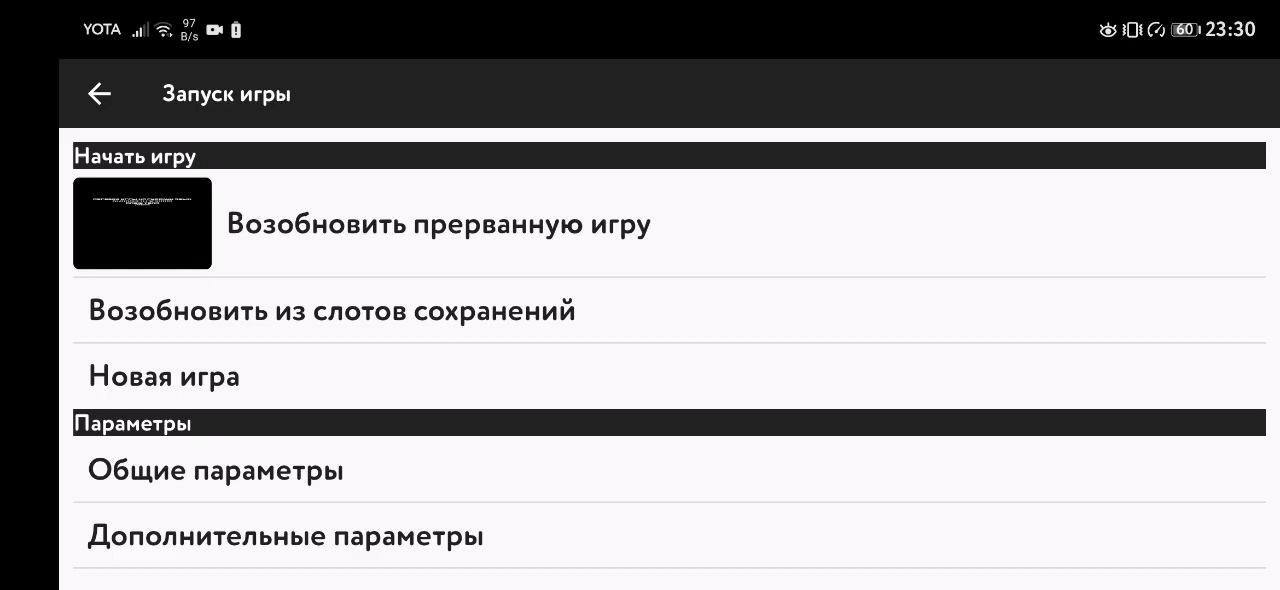 YOTA 97 B/s 60 23:30
Запуск игры
Начать игру
Возобновить прерванную игру
Возобновить из слотов сохранений
Новая игра
Параметры
Общие параметры
Дополнительные параметры